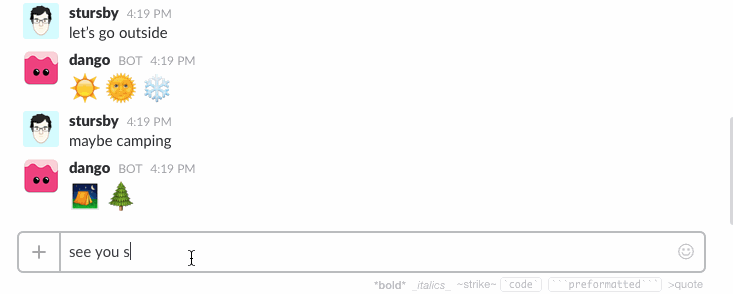 stursby 4:19 PM
let's go outside
dango BOT 4:19 PM
stursby 4:19 PM
maybe camping
dango BOT 4:19 PM
see you s
*bold* _italics_ ~strike~ `code` ```preformatted``` >quote